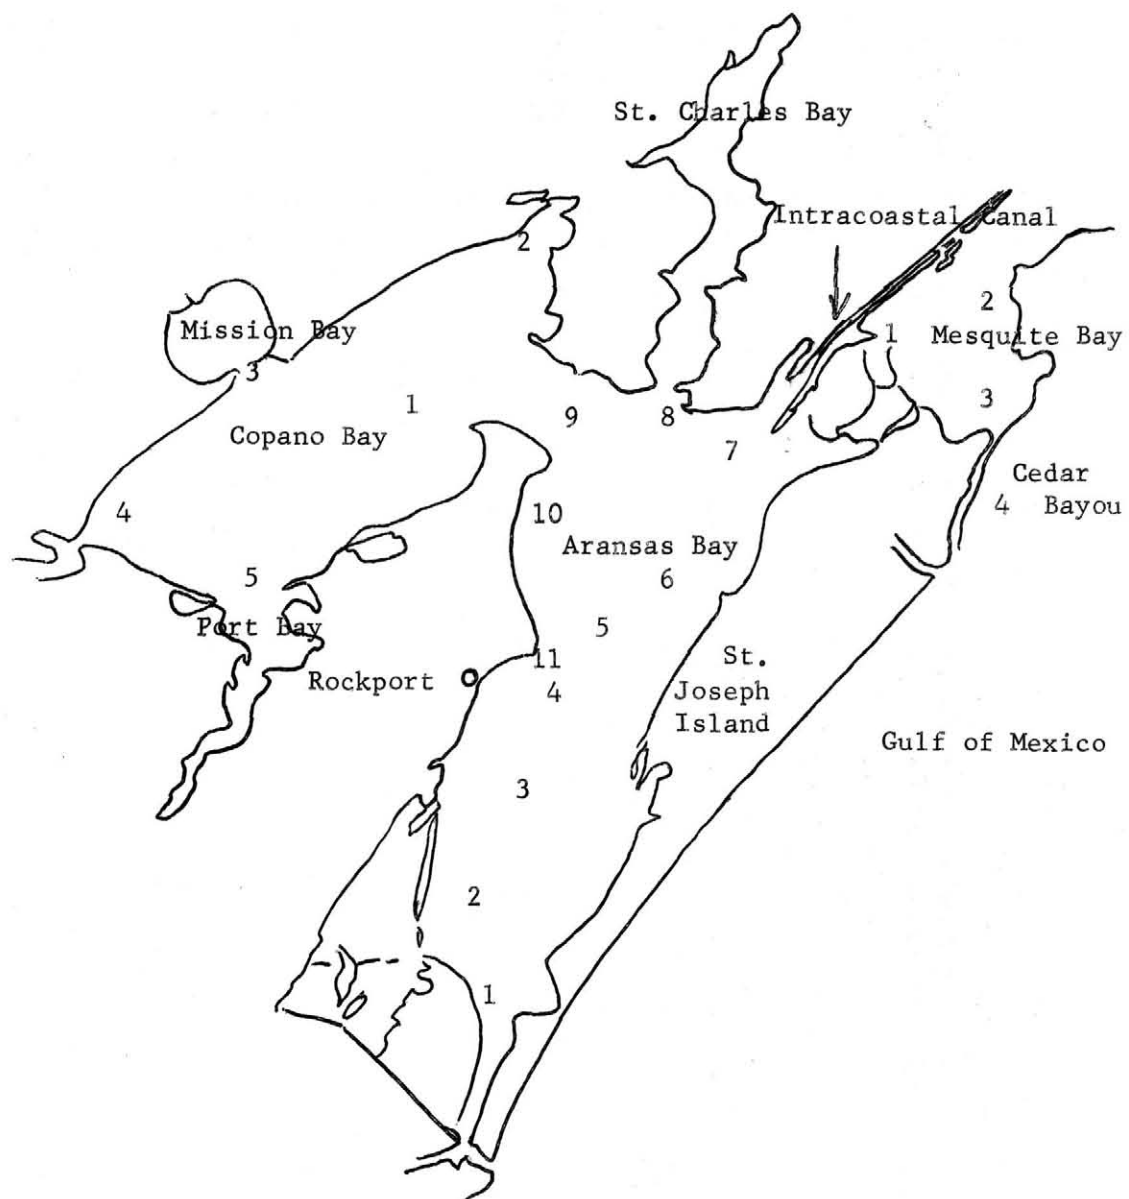 St. Charles Bay
Intracoastal Canal
2
2
Mission Bay
1
Mesquite Bay
3
1
9
8
3
Copano Bay
7
Cedar
4
10
4 Bayou
Aransas Bay
5
6
Port Bay
5
St.
11
Rockport
4
Joseph
Island
Gulf of Mexico
3
2
1